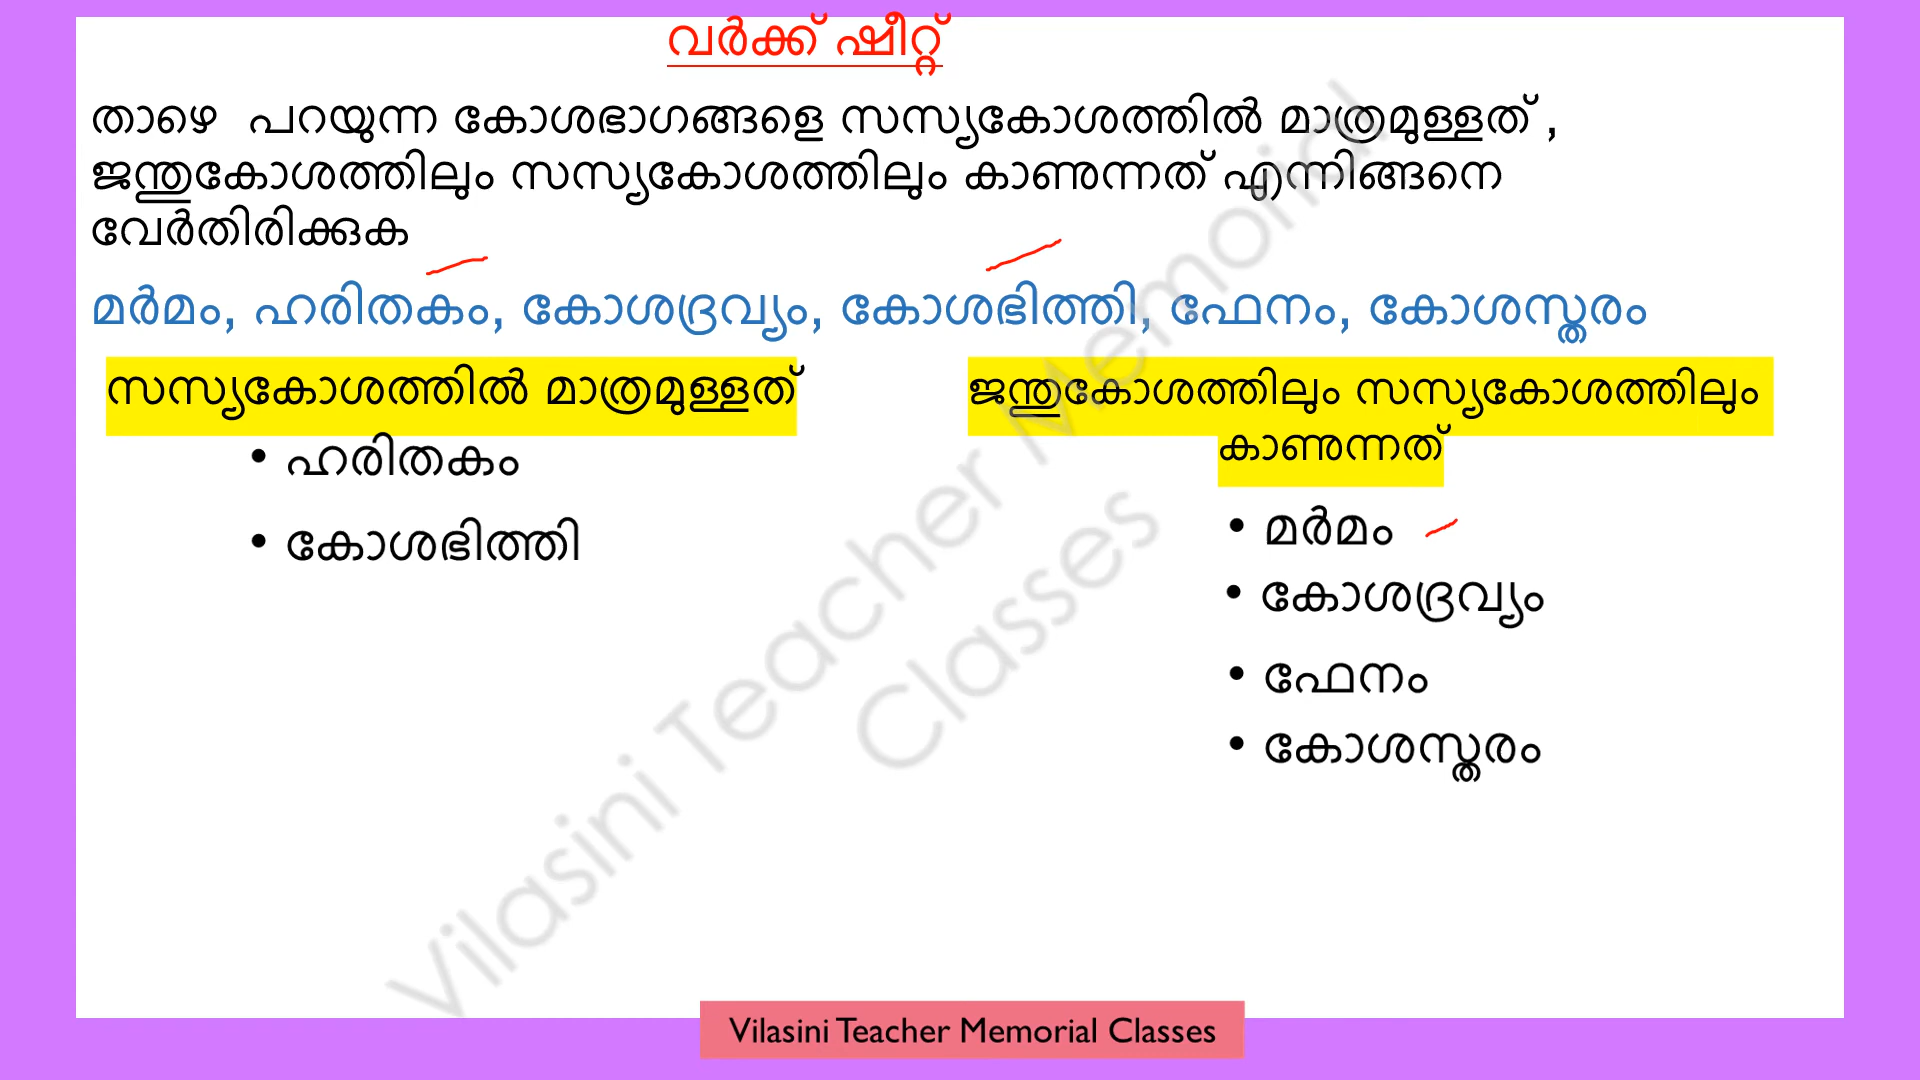 വർക്ക് ഷീറ്റ്
താഴെ പറയുന്ന കോശഭാഗങ്ങളെ സസ്യകോശത്തിൽ മാത്രമുള്ളത് ,
ജന്തുകോശത്തിലും സസ്യകോശത്തിലും കാണുന്നത് എന്നിങ്ങനെ
വേർതിരിക്കുക
മർമം, ഹരിതകം, കോശദ്രവ്യം, കോശഭിത്തി, ഫേനം, കോശസ്തരം
സസ്യകോശത്തിൽ മാത്രമുള്ളത്
• ഹരിതകം
• കോശഭിത്തി
ജന്തുകോശത്തിലും സസ്യകോശത്തിലും
കാണുന്നത്
• മർമം
• കോശദ്രവ്യം
• ഫേനം
• കോശസ്തരം
Vilasini Teacher Memorial
Classes
Vilasini Teacher Memorial Classes